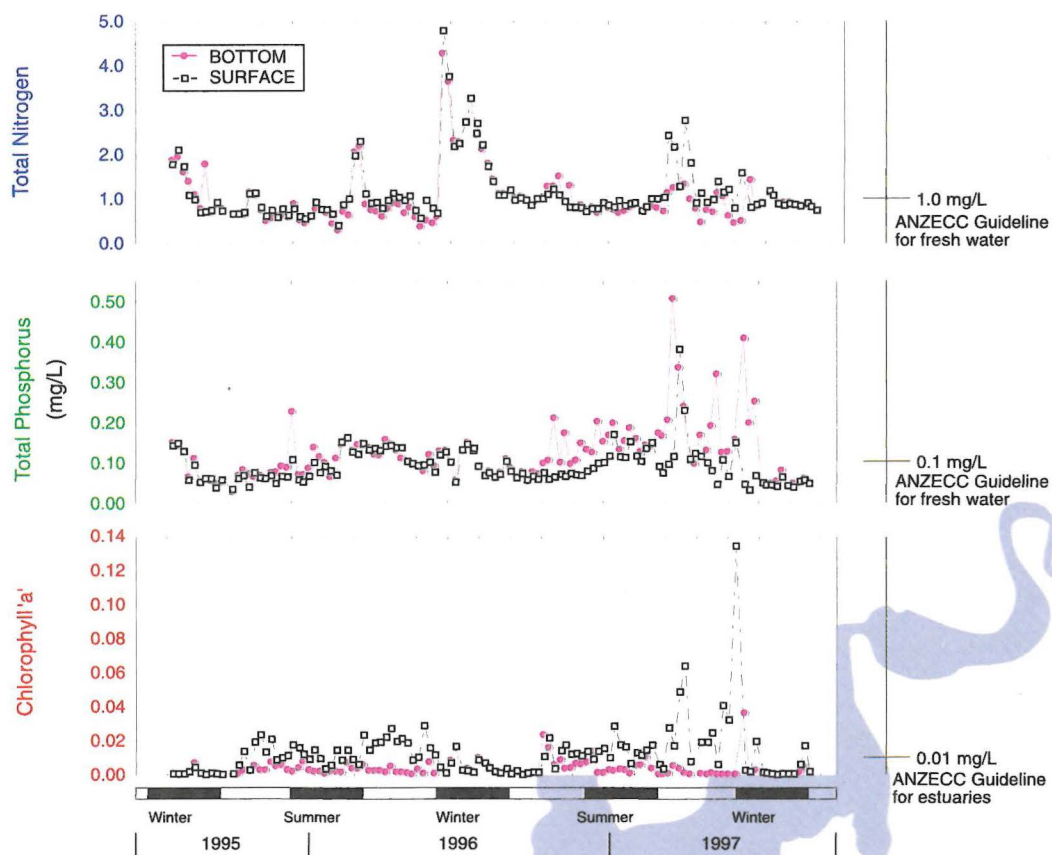 Total Nitrogen
5.0
4.0
3.0
2.0
1.0
0.0
BOTTOM
SURFACE
1.0 mg/L
ANZECC Guideline
for fresh water
Total Phosphorus
(mg/L)
0.50
0.40
0.30
0.20
0.10
0.00
0.1 mg/L
ANZECC Guideline
for fresh water
Chlorophyll 'a'
0.14
0.12
0.10
0.08
0.06
0.04
0.02
0.00
0.01 mg/L
ANZECC Guideline
for estuaries
Winter Summer Winter Summer Winter
1995 1996 1997